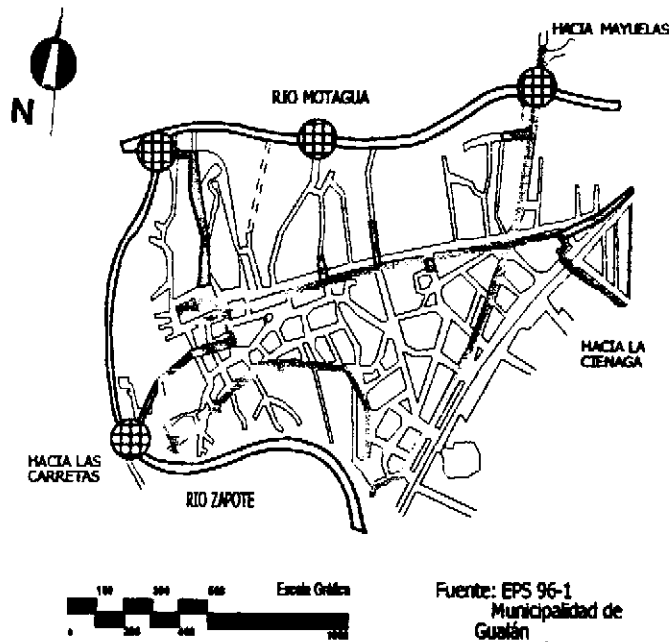 HACIA MAYUELAS
RIO MOTAGUA
N
HACIA LA
CIENAGA
HACIA LAS
CARRETAS
RIO ZAPOTE
Escala Gráfica
Fuente: EPS 96-1
Municipalidad de
Gualán